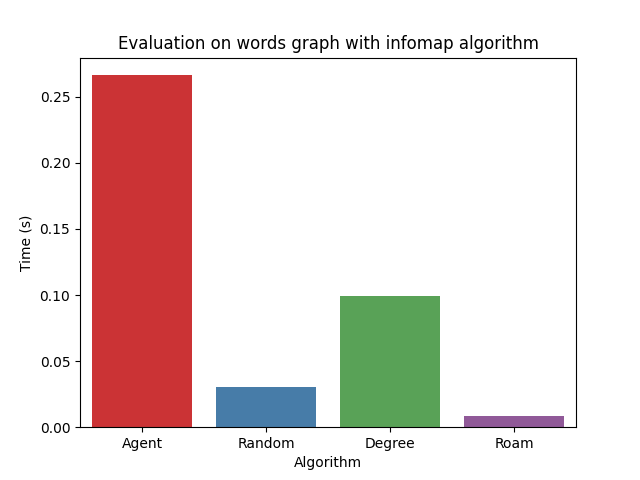 Evaluation on words graph with infomap algorithm
Time (s)
0.25
0.20
0.15
0.10
0.05
0.00
Agent Random Degree Roam
Algorithm